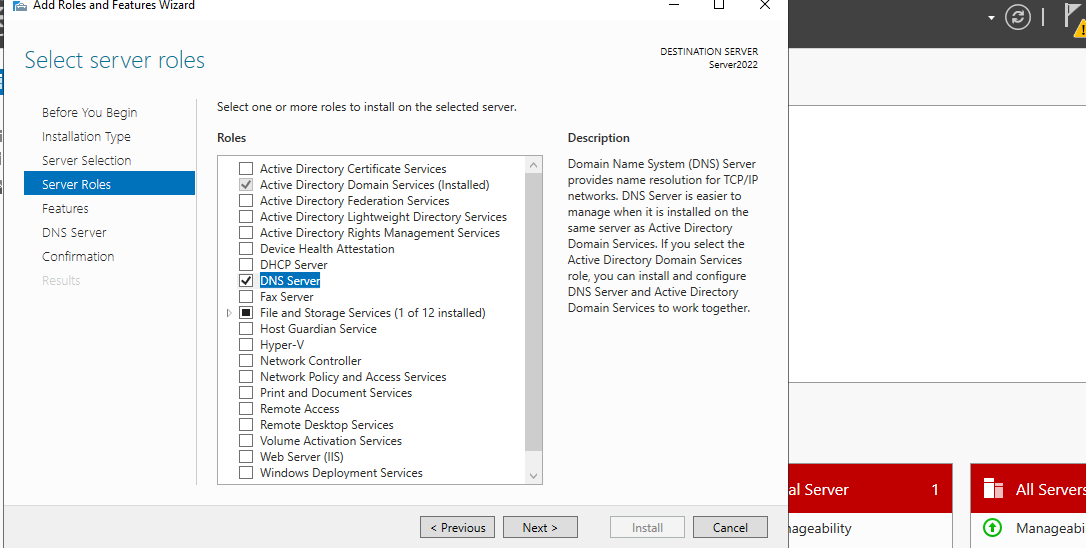 Add Roles and Features Wizard
Select server roles
DESTINATION SERVER
Server2022
Before You Begin
Installation Type
Server Selection
Server Roles
Features
DNS Server
Confirmation
Results
Select one or more roles to install on the selected server.
Roles
Active Directory Certificate Services
Active Directory Domain Services (Installed)
Active Directory Federation Services
Active Directory Lightweight Directory Services
Active Directory Rights Management Services
Device Health Attestation
DHCP Server
DNS Server
Fax Server
File and Storage Services (1 of 12 installed)
Host Guardian Service
Hyper-V
Network Controller
Network Policy and Access Services
Print and Document Services
Remote Access
Remote Desktop Services
Volume Activation Services
Web Server (IIS)
Windows Deployment Services
Description
Domain Name System (DNS) Server
provides name resolution for TCP/IP
networks. DNS Server is easier to
manage when it is installed on the
same server as Active Directory
Domain Services. If you select the
Active Directory Domain Services
role, you can install and configure
DNS Server and Active Directory
Domain Services to work together.
< Previous
Next >
Install
Cancel
al Server 1
nageability
All Servers
Manageabi